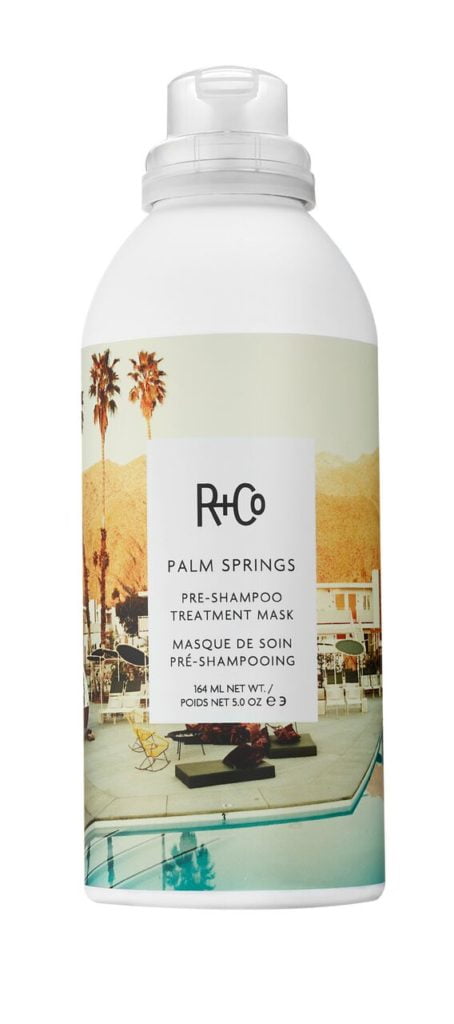 R+Co
PALM SPRINGS
PRE-SHAMPOO
TREATMENT MASK
MASQUE DE SOIN
PRÉ-SHAMPOOING
164 ML NET WT. /
POIDS NET 5.0 OZ ℮ 3